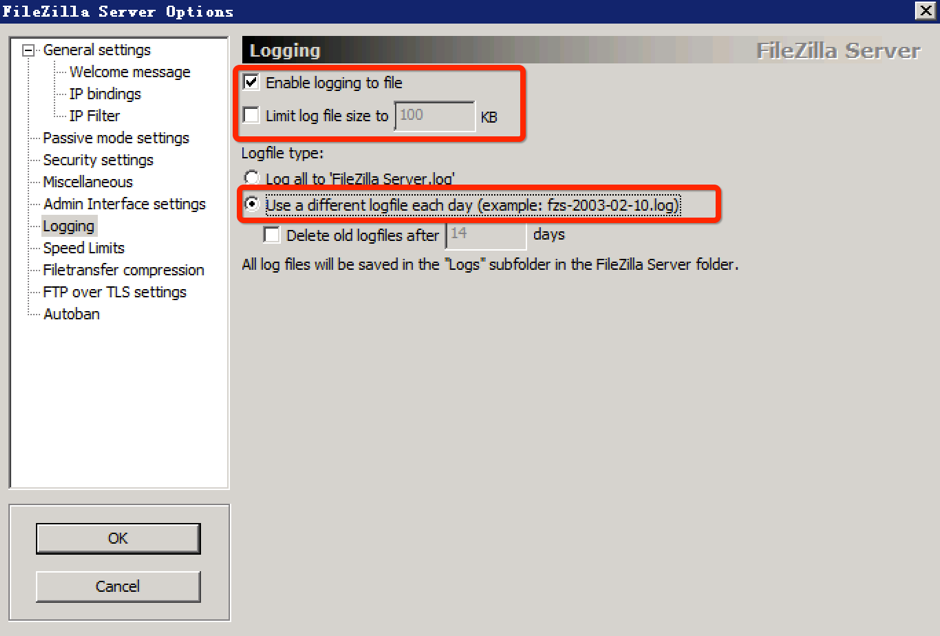 FileZilla Server Options
General settings
Welcome message
IP bindings
IP Filter
Passive mode settings
Security settings
Miscellaneous
Admin Interface settings
Logging
Speed Limits
Filetransfer compression
FTP over TLS settings
Autoban
OK
Cancel
Logging
FileZilla Server
Enable logging to file
Limit log file size to 100 KB
Logfile type:
Log all to 'FileZilla Server.log'
Use a different logfile each day (example: fzs-2003-02-10.log)
Delete old logfiles after 14 days
All log files will be saved in the "Logs" subfolder in the FileZilla Server folder.